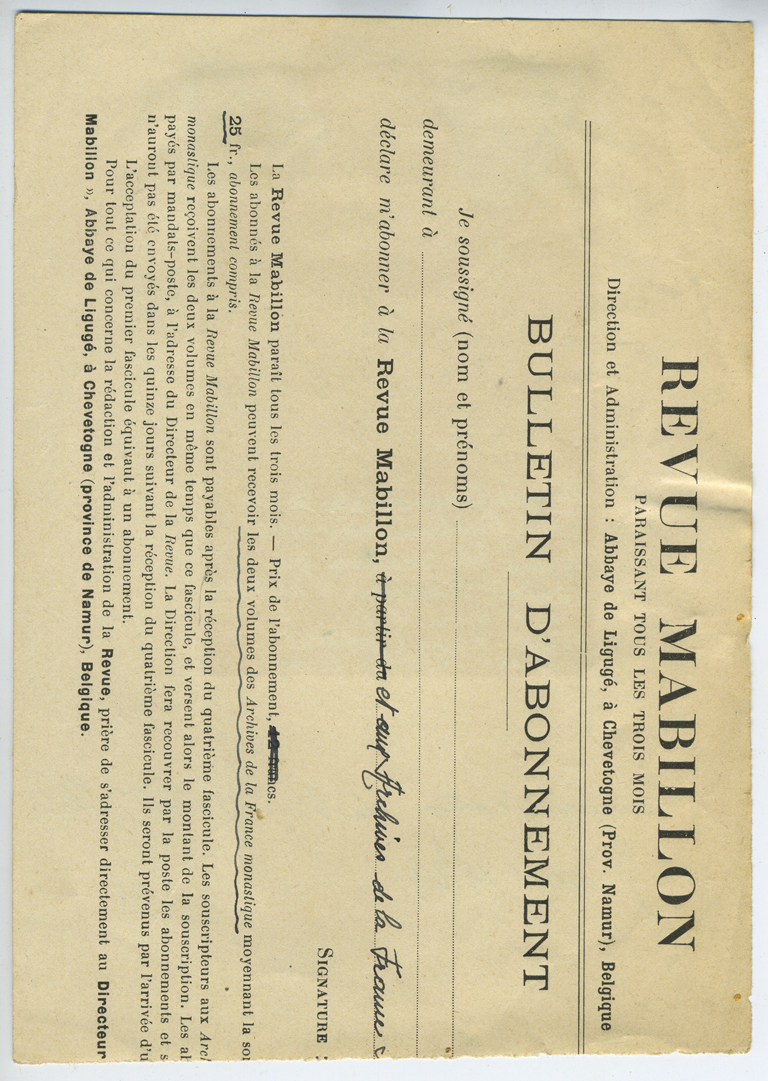 REVUE MABILLON
PARAISSANT TOUS LES TROIS MOIS
Direction et Administration : Abbaye de Ligugé, à Chevetogne (Prov. Namur), Belgique
BULLETIN D'ABONNEMENT
Je soussigné (nom et prénoms)
demeurant à
déclare m'abonner à la Revue Mabillon, à partir du et aux Archives de la France
SIGNATURE :
La Revue Mabillon paraît tous les trois mois. — Prix de l'abonnement, 12 francs.
Les abonnés à la Revue Mabillon peuvent recevoir les deux volumes des Archives de la France monastique moyennant la so
25 fr., abonnement compris.
Les abonnements à la Revue Mabillon sont payables après la réception du quatrième fascicule. Les souscripteurs aux Arc
monastique reçoivent les deux volumes en même temps que ce fascicule, et versent alors le montant de la souscription. Les a
payés par mandats-poste, à l'adresse du Directeur de la Revue. La Direction fera recouvrer par la poste les abonnements et s
n'auront pas été envoyés dans les quinze jours suivant la réception du quatrième fascicule. Ils seront prévenus par l'arrivée d'u
L'acceptation du premier fascicule équivaut à un abonnement.
Pour tout ce qui concerne la rédaction et l'administration de la Revue, prière de s'adresser directement au Directeur
Mabillon », Abbaye de Ligugé, à Chevetogne (province de Namur), Belgique.